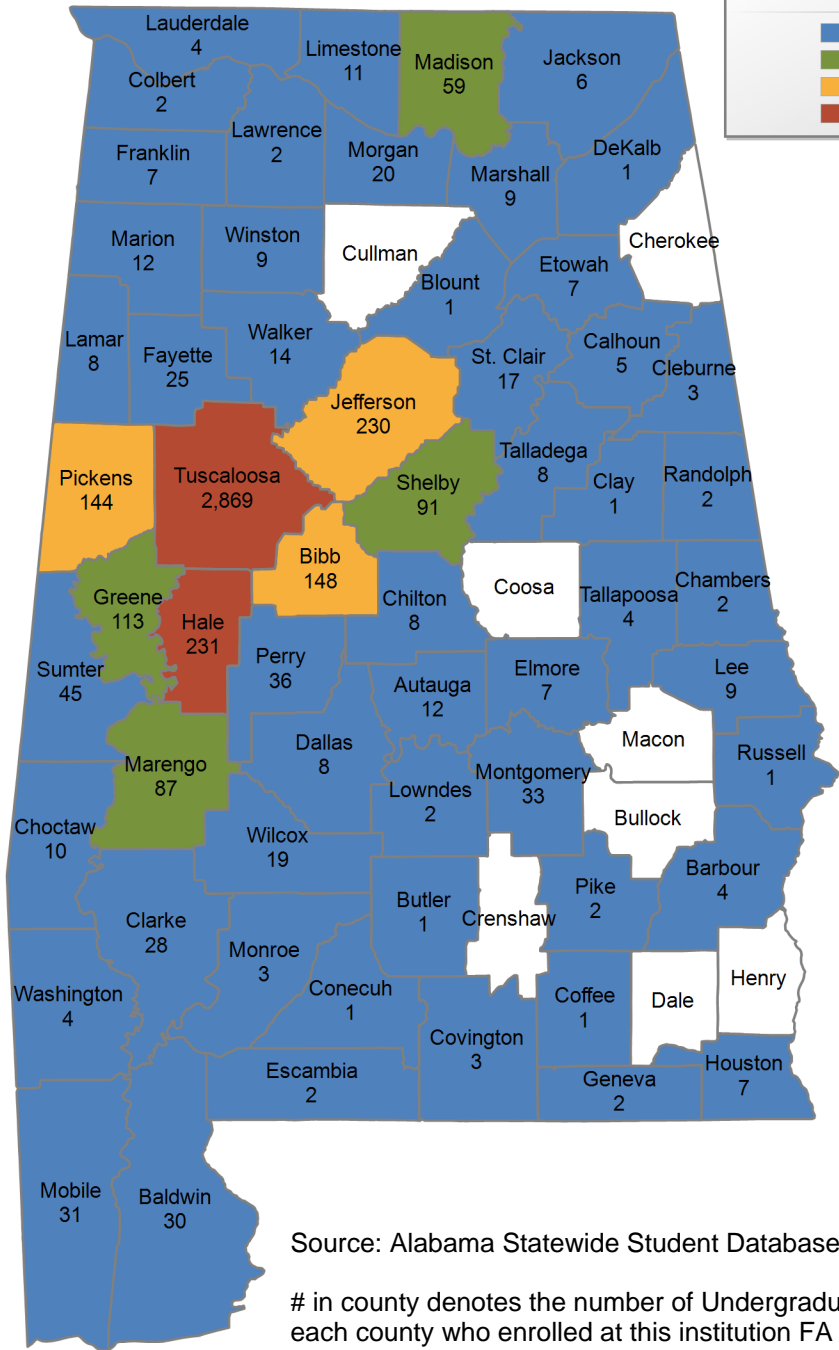 Lauderdale
4
Limestone
11
Madison
59
Jackson
6
Colbert
2
Lawrence
2
Franklin
7
Morgan
20
Marshall
9
DeKalb
1
Marion
12
Winston
9
Cullman
Cherokee
Blount
1
Etowah
7
Lamar
8
Fayette
25
Walker
14
St. Clair
17
Calhoun
5
Cleburne
3
Jefferson
230
Pickens
144
Tuscaloosa
2,869
Shelby
91
Talladega
8
Clay
1
Randolph
2
Bibb
148
Greene
113
Hale
231
Chilton
8
Coosa
Tallapoosa
4
Chambers
2
Sumter
45
Perry
36
Autauga
12
Elmore
7
Lee
9
Marengo
87
Dallas
8
Lowndes
2
Montgomery
33
Macon
Russell
1
Choctaw
10
Wilcox
19
Bullock
Clarke
28
Butler
1
Crenshaw
Pike
2
Barbour
4
Monroe
3
Washington
4
Conecuh
1
Covington
3
Coffee
1
Dale
Henry
Escambia
2
Geneva
2
Houston
7
Mobile
31
Baldwin
30
Source: Alabama Statewide Student Database
# in county denotes the number of Undergradu
each county who enrolled at this institution FA